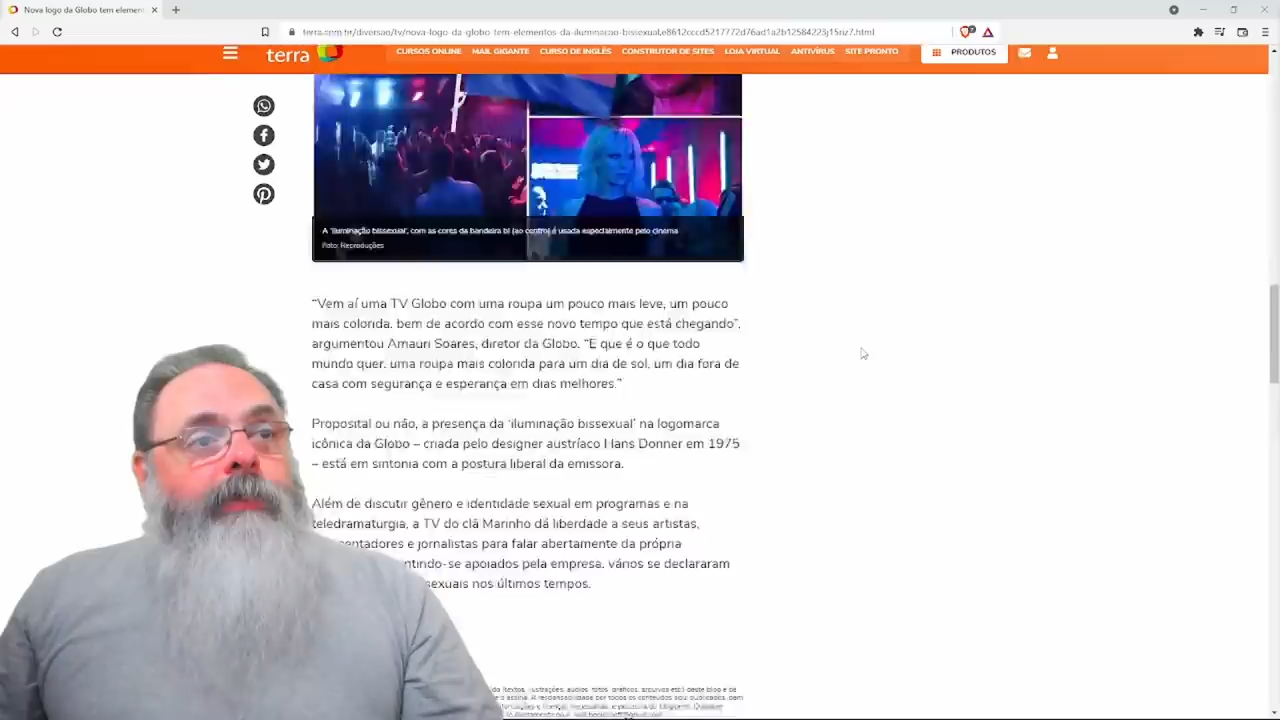 Nova logo da Globo tem element
terra.com.br/diversao/tv/nova-logo-da-globo-tem-elementos-da-iluminacao-bissexual
terra
CURSOS ONLINE MAIL GIGANTE CURSO DE INGLÊS CONSTRUTOR DE SITES LOJA VIRTUAL ANTIVÍRUS SITE PRONTO
PRODUTOS
A 'iluminação bissexual', com as cores da bandeira bi (ao centro) é usada especialmente pelo cinema
Foto: Reproduções
“Vem aí uma TV Globo com uma roupa um pouco mais leve, um pouco
mais colorida, bem de acordo com esse novo tempo que está chegando”,
argumentou Amauri Soares, diretor da Globo. “E que é o que todo
mundo quer, uma roupa mais colorida para um dia de sol, um dia fora de
casa com segurança e esperança em dias melhores.”
Proposital ou não, a presença da ‘iluminação bissexual’ na logomarca
icônica da Globo – criada pelo designer austríaco Hans Donner em 1975
– está em sintonia com a postura liberal da emissora.
Além de discutir gênero e identidade sexual em programas e na
teledramaturgia, a TV do clã Marinho dá liberdade a seus artistas,
entadores e jornalistas para falar abertamente da própria
ntindo-se apoiados pela empresa, vários se declararam
sexuais nos últimos tempos.